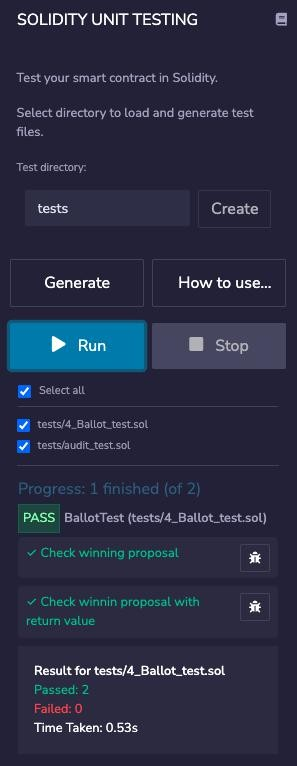 SOLIDITY UNIT TESTING
Test your smart contract in Solidity.
Select directory to load and generate test
files.
Test directory:
tests
Create
Generate
How to use...
Run
Stop
Select all
tests/4_Ballot_test.sol
tests/audit_test.sol
Progress: 1 finished (of 2)
PASS BallotTest (tests/4_Ballot_test.sol)
✓ Check winning proposal
✓ Check winnin proposal with
return value
Result for tests/4_Ballot_test.sol
Passed: 2
Failed: 0
Time Taken: 0.53s